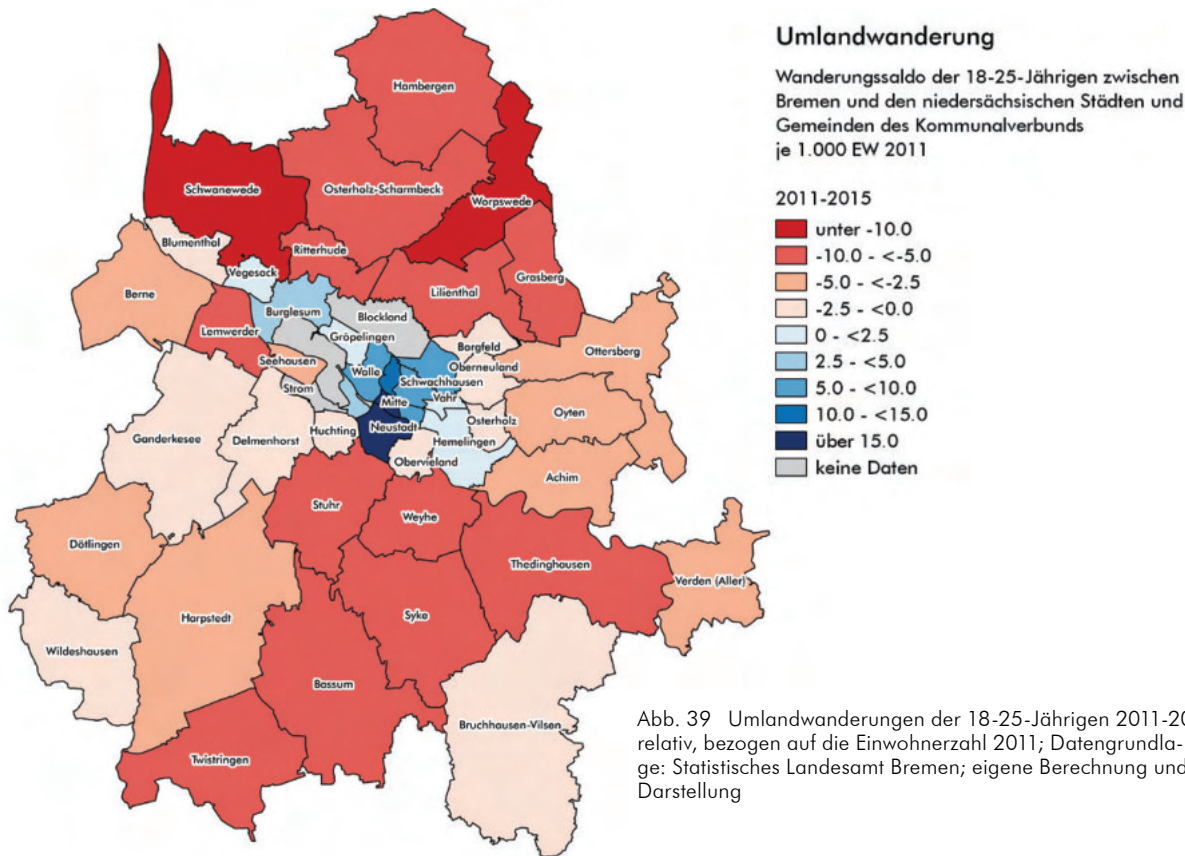 Umlandwanderung
Wanderungssaldo der 18-25-Jährigen zwischen
Bremen und den niedersächsischen Städten und
Gemeinden des Kommunalverbunds
je 1.000 EW 2011
2011-2015
unter -10.0
-10.0 - <-5.0
-5.0 - <-2.5
-2.5 - <0.0
0 - <2.5
2.5 - <5.0
5.0 - <10.0
10.0 - <15.0
über 15.0
keine Daten
Hambergen
Schwanewede
Osterholz-Scharmbeck
Worpswede
Blumenthal
Ritterhude
Vegesack
Grasberg
Berne
Lilienthal
Burglesum
Blockland
Lemwerder
Gröpelingen
Borgfeld
Ottersberg
Seehausen
Oberneuland
Walle
Schwachhausen
Strom
Vahr
Mitte
Oyten
Osterholz
Neustadt
Huchting
Ganderkesee
Delmenhorst
Hemelingen
Obervieland
Achim
Stuhr
Weyhe
Dötlingen
Thedinghausen
Verden (Aller)
Harpstedt
Syke
Wildeshausen
Bassum
Bruchhausen-Vilsen
Twistringen
Abb. 39 Umlandwanderungen der 18-25-Jährigen 2011-20
relativ, bezogen auf die Einwohnerzahl 2011; Datengrundla-
ge: Statistisches Landesamt Bremen; eigene Berechnung und
Darstellung